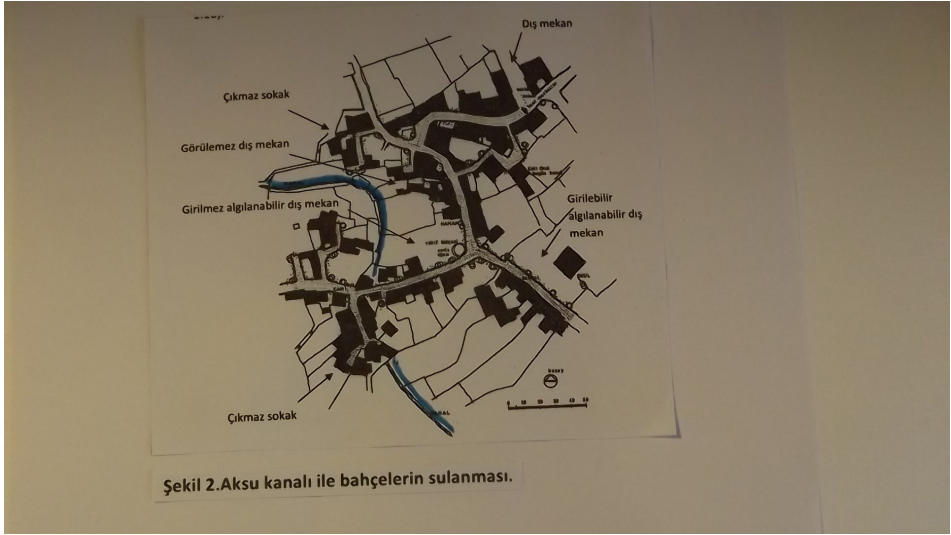 Dış mekan
Çıkmaz sokak
Görülemez dış mekan
Girilmez algılanabilir dış mekan
Girilebilir
algılanabilir dış
mekan
Çıkmaz sokak
kuzey
Şekil 2.Aksu kanalı ile bahçelerin sulanması.